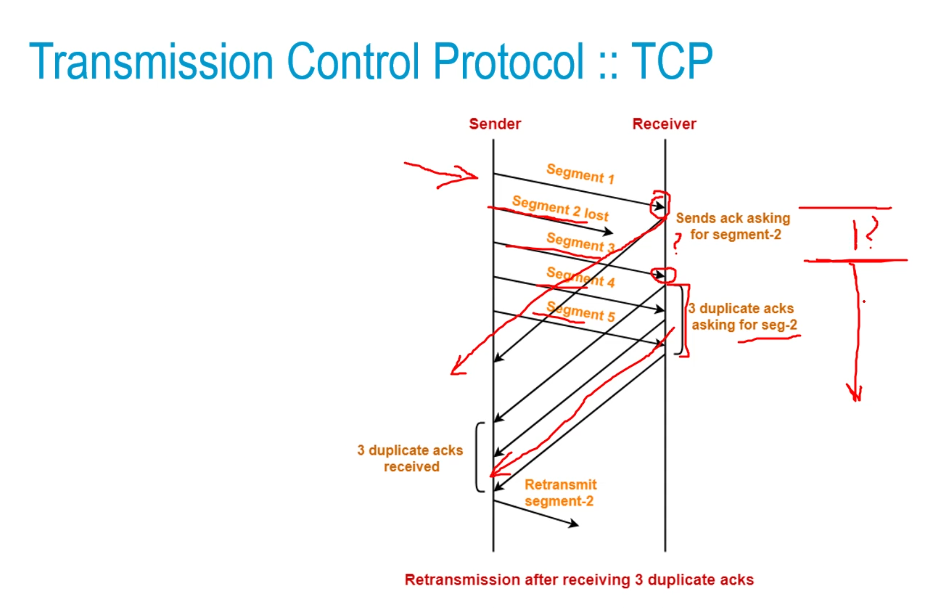 Transmission Control Protocol :: TCP
Sender
Receiver
Segment 1
Segment 2 lost
Sends ack asking
for segment-2
1?
?
Segment 3
Segment 4
3 duplicate acks
asking for seg-2
Segment 5
3 duplicate acks
received
Retransmit
segment-2
Retransmission after receiving 3 duplicate acks